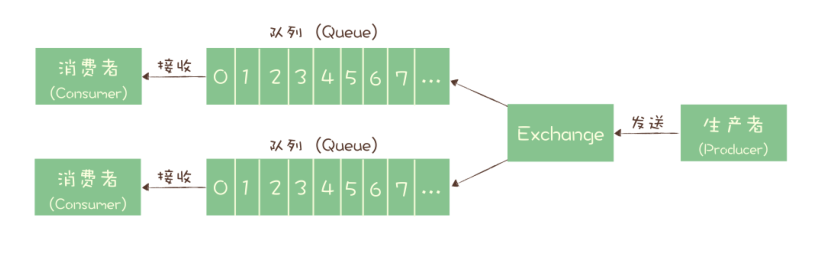 队列 (Queue)
消费者
(Consumer)
接收
0 1 2 3 4 5 6 7 ...
Exchange
发送
生产者
(Producer)
队列 (Queue)
消费者
(Consumer)
接收
0 1 2 3 4 5 6 7 ...